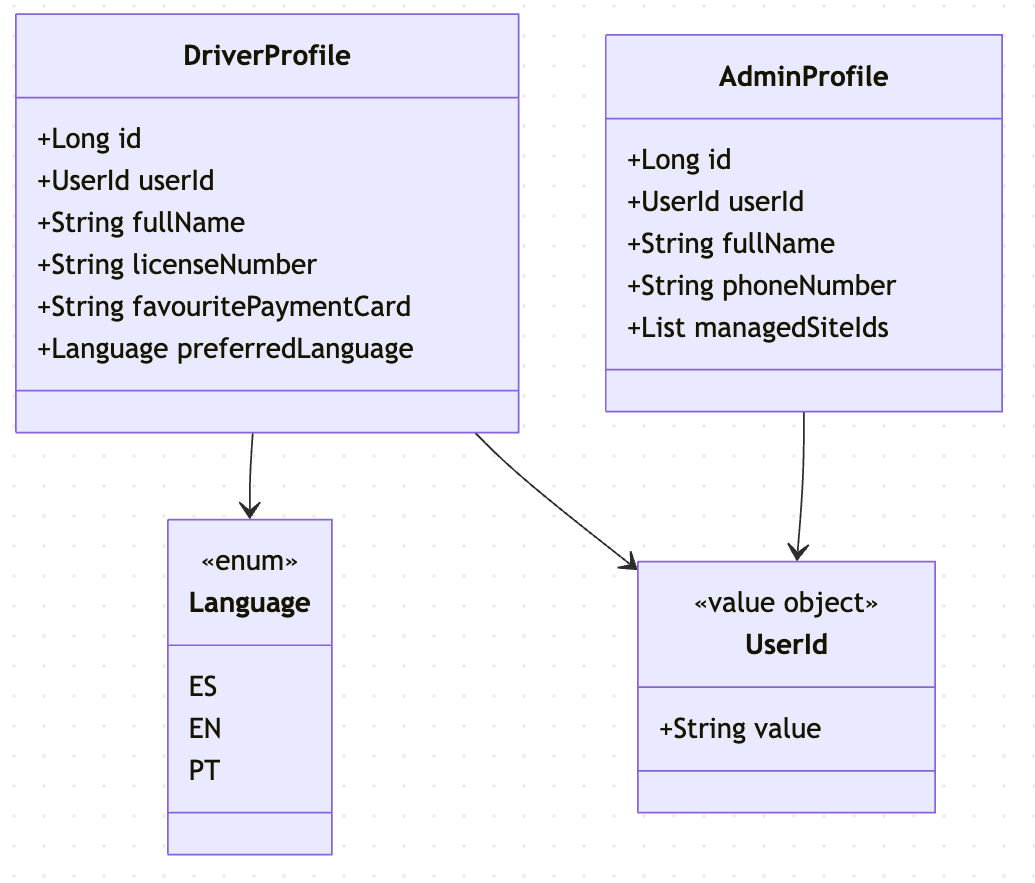 DriverProfile
+Long id
+UserId userId
+String fullName
+String licenseNumber
+String favouritePaymentCard
+Language preferredLanguage
AdminProfile
+Long id
+UserId userId
+String fullName
+String phoneNumber
+List managedSiteIds
«enum»
Language
ES
EN
PT
«value object»
UserId
+String value